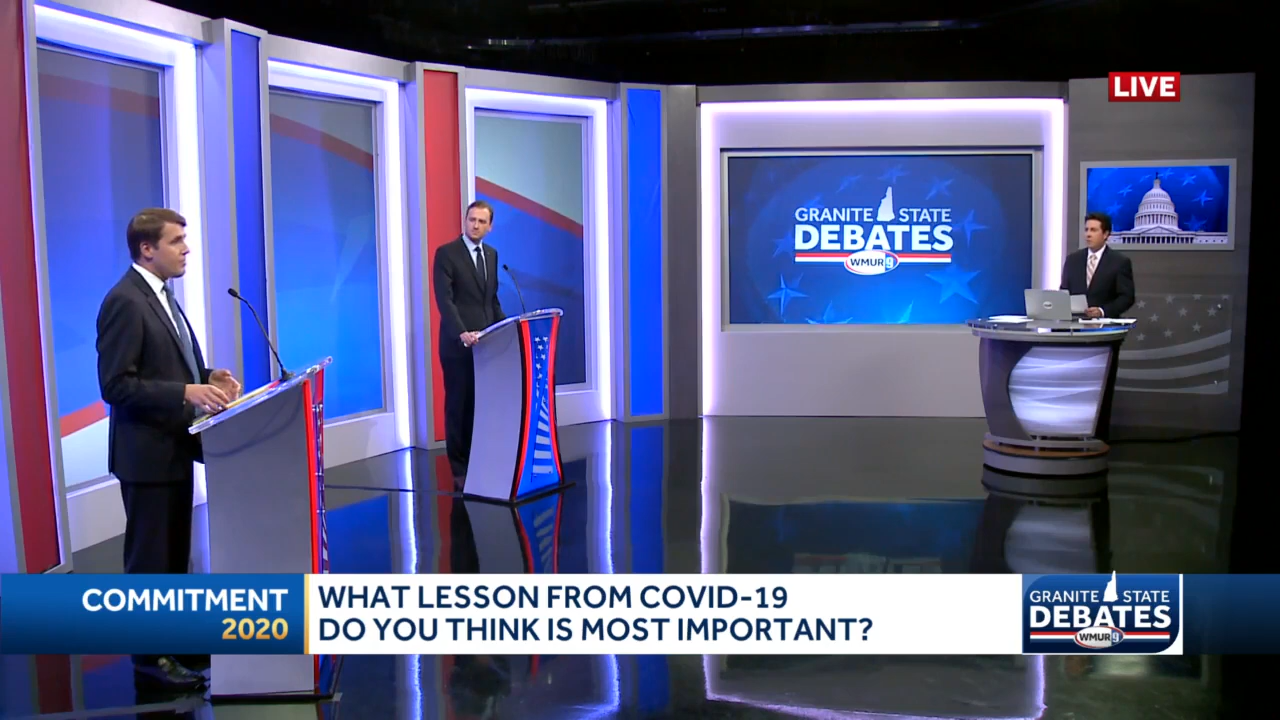 LIVE
GRANITE STATE
DEBATES
WMUR 9
COMMITMENT
2020
WHAT LESSON FROM COVID-19
DO YOU THINK IS MOST IMPORTANT?
GRANITE STATE
DEBATES
WMUR 9